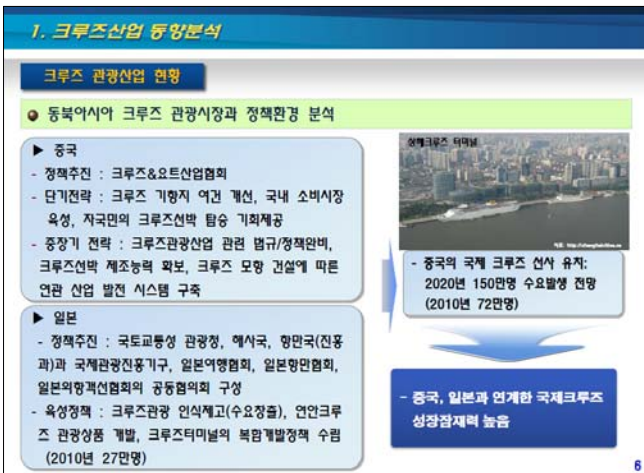 1. 크루즈산업 동향분석
크루즈 관광산업 현황
동북아시아 크루즈 관광시장과 정책환경 분석
▶ 중국
- 정책추진 : 크루즈&요트산업협회
- 단기전략 : 크루즈 기항지 여건 개선, 국내 소비시장
육성, 자국민의 크루즈선박 탑승 기회제공
- 중장기 전략 : 크루즈관광산업 관련 법규/정책완비,
크루즈선박 제조능력 확보, 크루즈 모항 건설에 따른
연관 산업 발전 시스템 구축
▶ 일본
- 정책추진 : 국토교통성 관광청, 해사국, 항만국(진흥
과)과 국제관광진흥기구, 일본여행협회, 일본항만협회,
일본외항객선협회의 공동협의회 구성
- 육성정책 : 크루즈관광 인식제고(수요창출), 연안크루
즈 관광상품 개발, 크루즈터미널의 복합개발정책 수립
(2010년 27만명)
상해크루즈 터미널
- 중국의 국제 크루즈 선사 유치:
2020년 150만명 수요발생 전망
(2010년 72만명)
- 중국, 일본과 연계한 국제크루즈
성장잠재력 높음